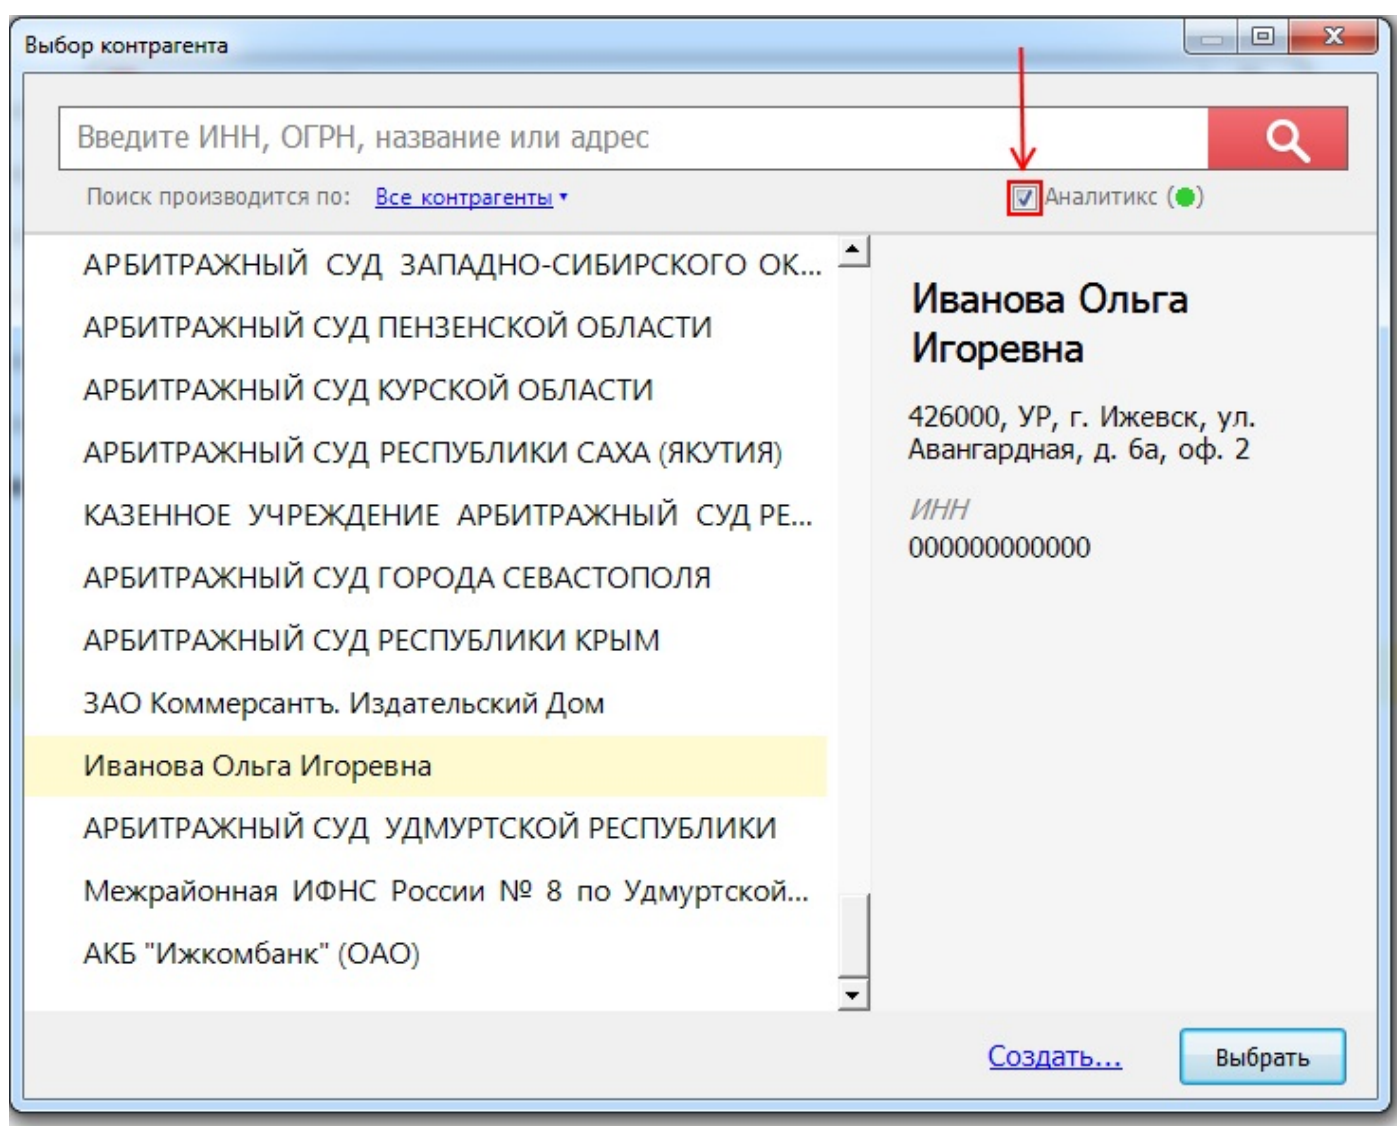 Выбор контрагента
Введите ИНН, ОГРН, название или адрес
Поиск производится по: Все контрагенты
Аналитикс ( )
АРБИТРАЖНЫЙ СУД ЗАПАДНО-СИБИРСКОГО ОК...
АРБИТРАЖНЫЙ СУД ПЕНЗЕНСКОЙ ОБЛАСТИ
АРБИТРАЖНЫЙ СУД КУРСКОЙ ОБЛАСТИ
АРБИТРАЖНЫЙ СУД РЕСПУБЛИКИ САХА (ЯКУТИЯ)
КАЗЕННОЕ УЧРЕЖДЕНИЕ АРБИТРАЖНЫЙ СУД РЕ...
АРБИТРАЖНЫЙ СУД ГОРОДА СЕВАСТОПОЛЯ
АРБИТРАЖНЫЙ СУД РЕСПУБЛИКИ КРЫМ
ЗАО Коммерсантъ. Издательский Дом
Иванова Ольга Игоревна
АРБИТРАЖНЫЙ СУД УДМУРТСКОЙ РЕСПУБЛИКИ
Межрайонная ИФНС России № 8 по Удмуртской...
АКБ "Ижкомбанк" (ОАО)
Иванова Ольга
Игоревна
426000, УР, г. Ижевск, ул.
Авангардная, д. 6а, оф. 2
ИНН
000000000000
Создать...
Выбрать